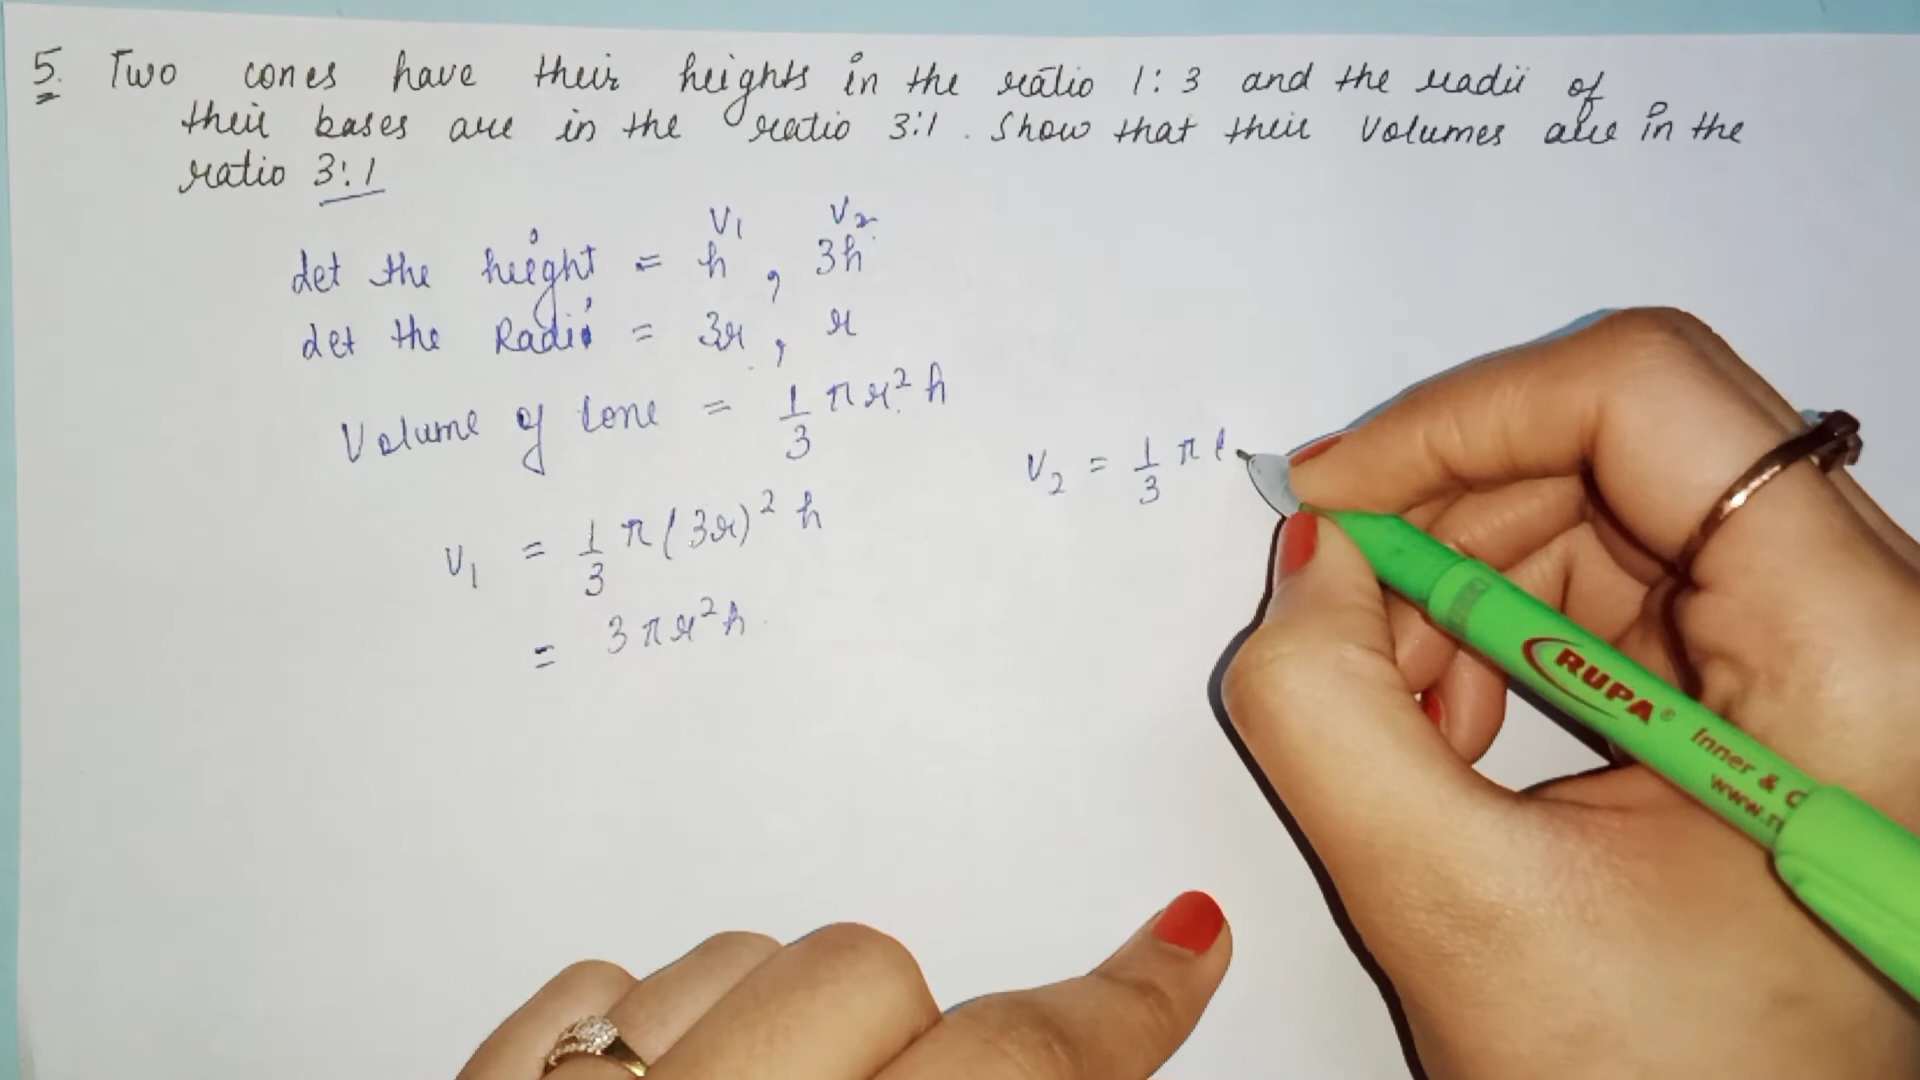 5. Two cones have their heights in the ratio 1:3 and the radii of
their bases are in the ratio 3:1. Show that their volumes are in the
ratio 3:1
V₁ V₂
Let the height = h, 3h
Let the Radii = 3r, r
Volume of Cone = 1/3 πr² h
V₁ = 1/3 π(3r)² h
= 3πr²h
V₂ = 1/3 π (
RUPA®
Inner &
www.